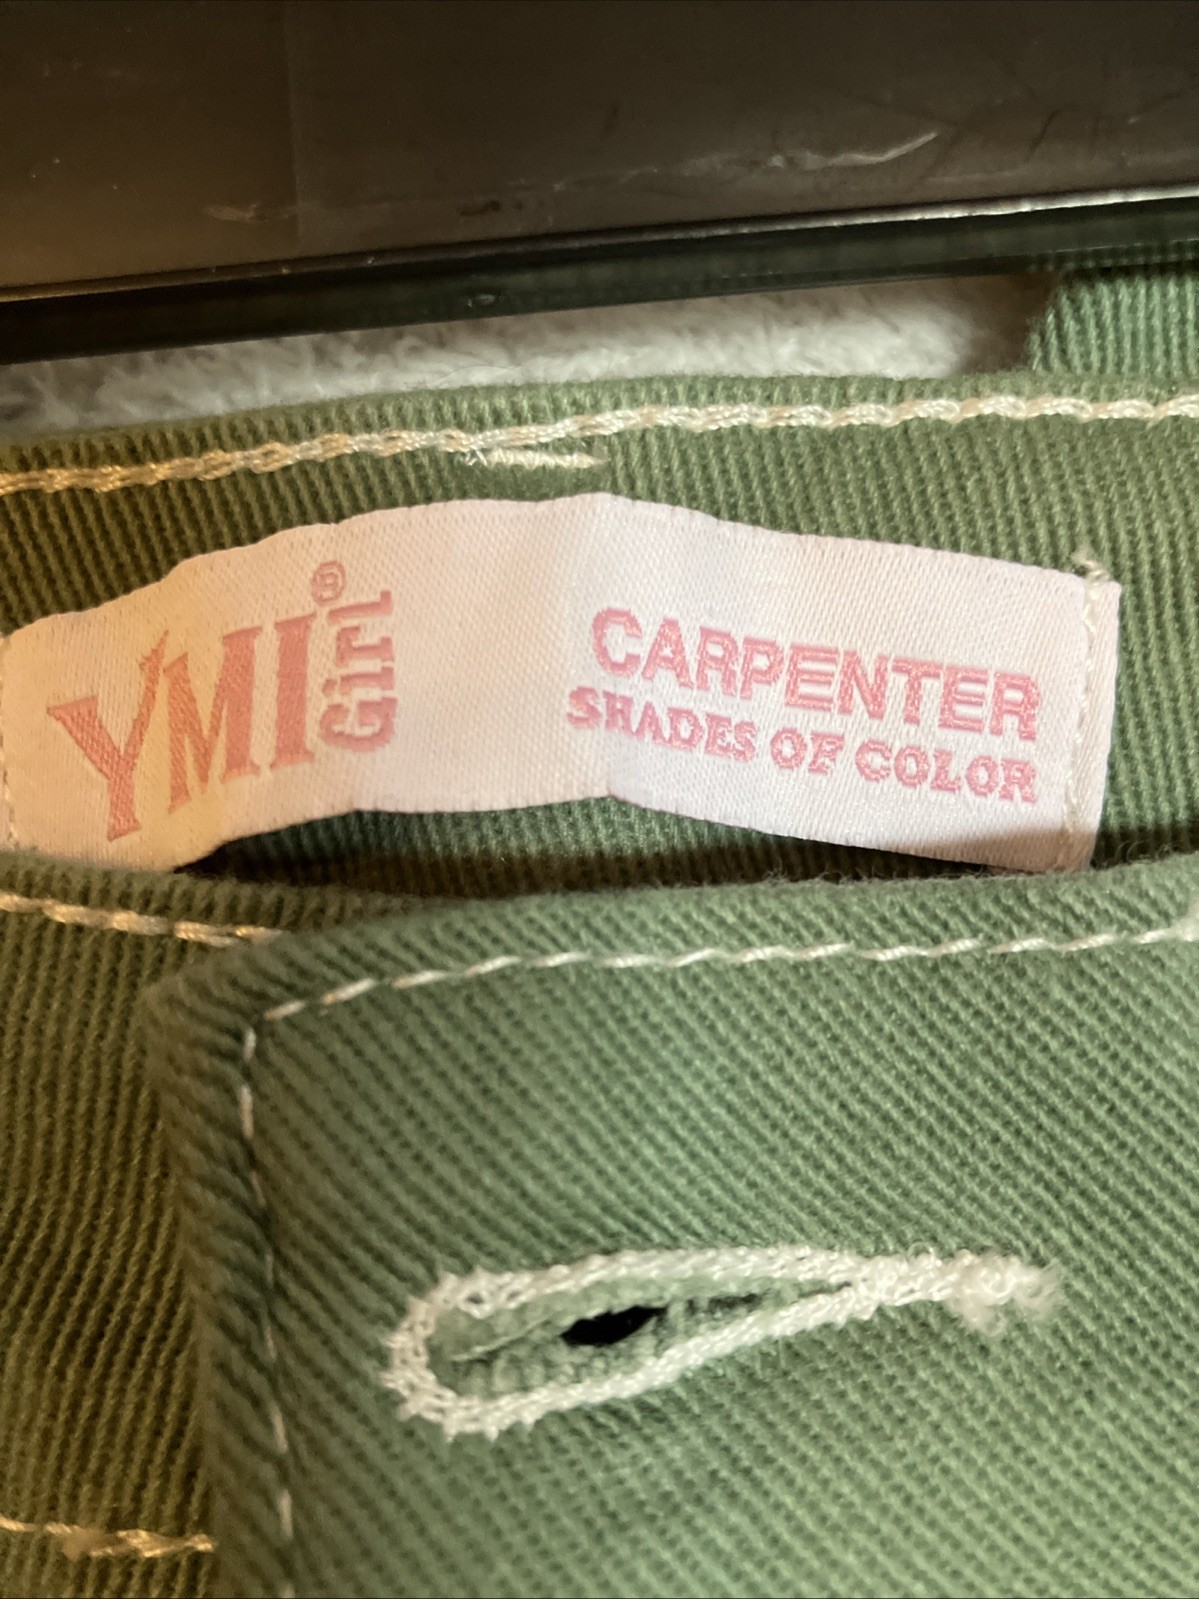 YMI®
Girl
CARPENTER
SHADES OF COLOR